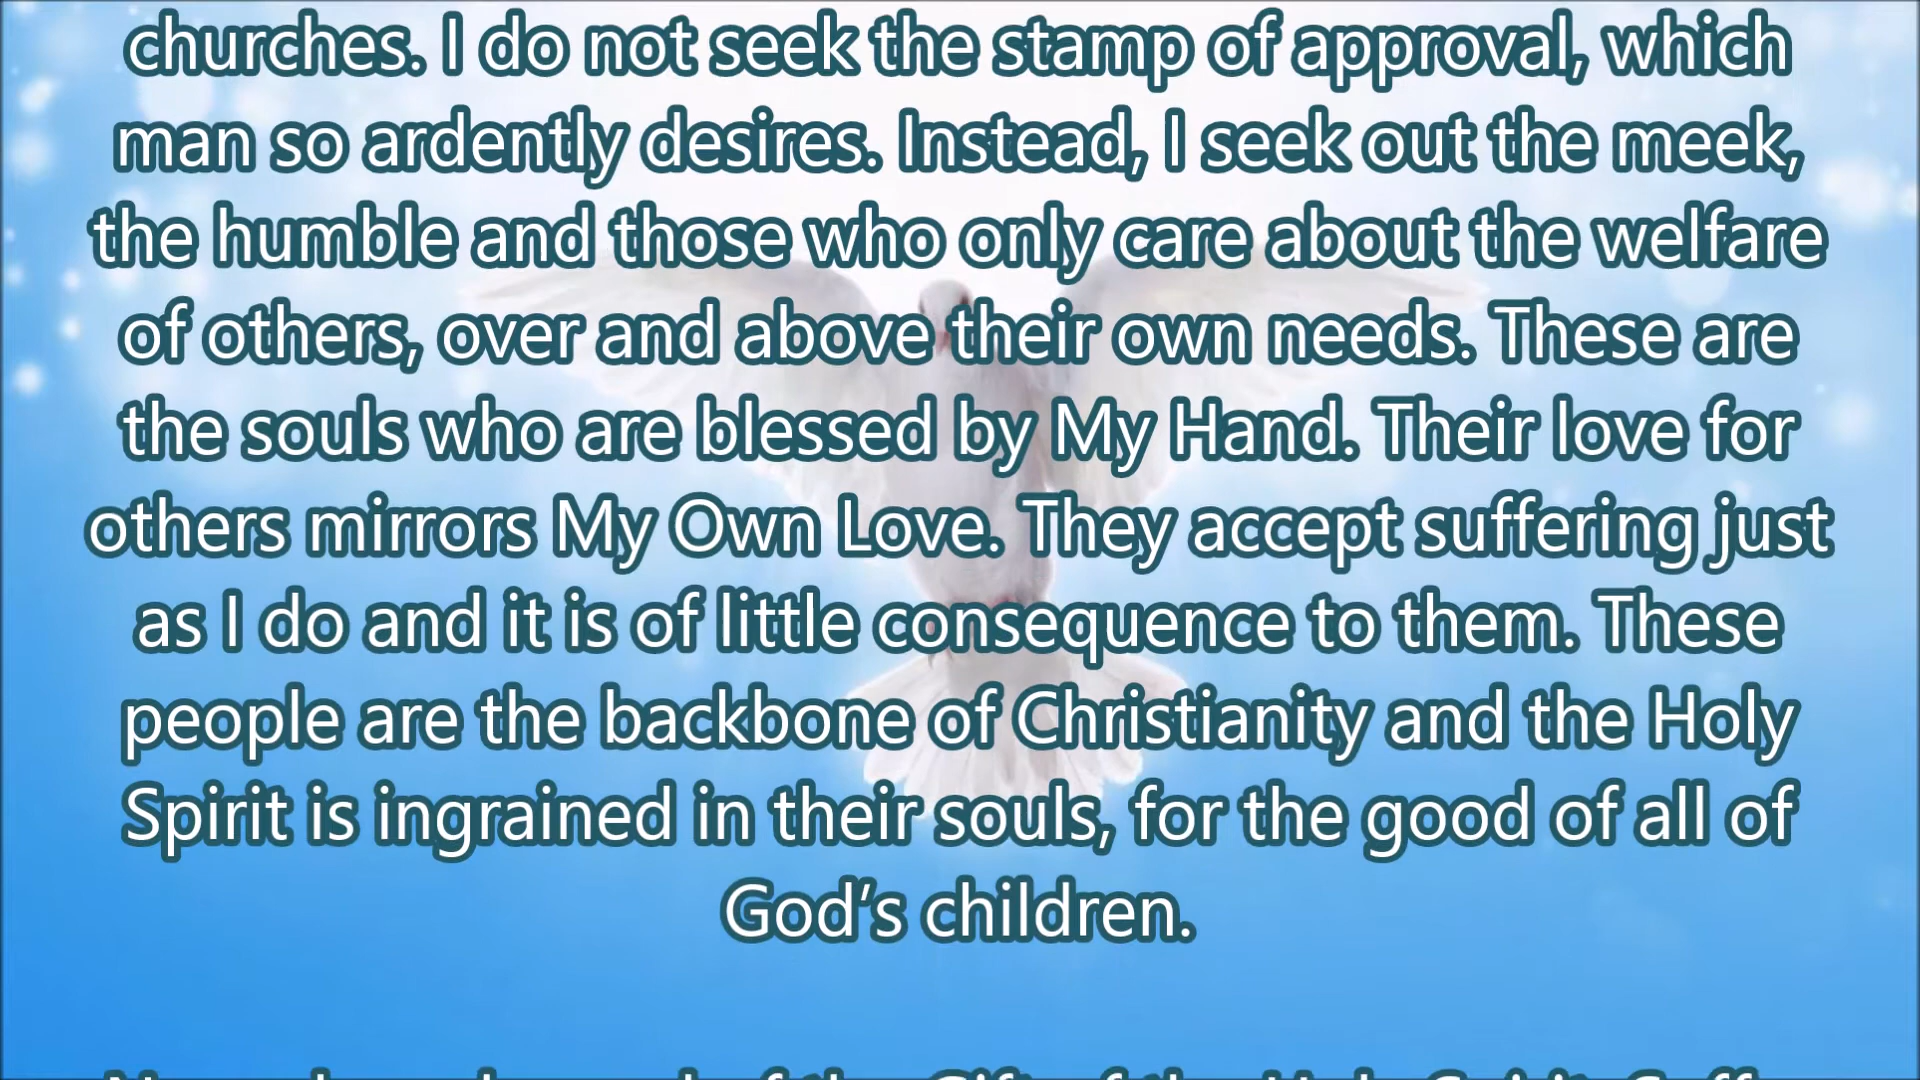 churches. I do not seek the stamp of approval, which
man so ardently desires. Instead, I seek out the meek,
the humble and those who only care about the welfare
of others, over and above their own needs. These are
the souls who are blessed by My Hand. Their love for
others mirrors My Own Love. They accept suffering just
as I do and it is of little consequence to them. These
people are the backbone of Christianity and the Holy
Spirit is ingrained in their souls, for the good of all of
God’s children.